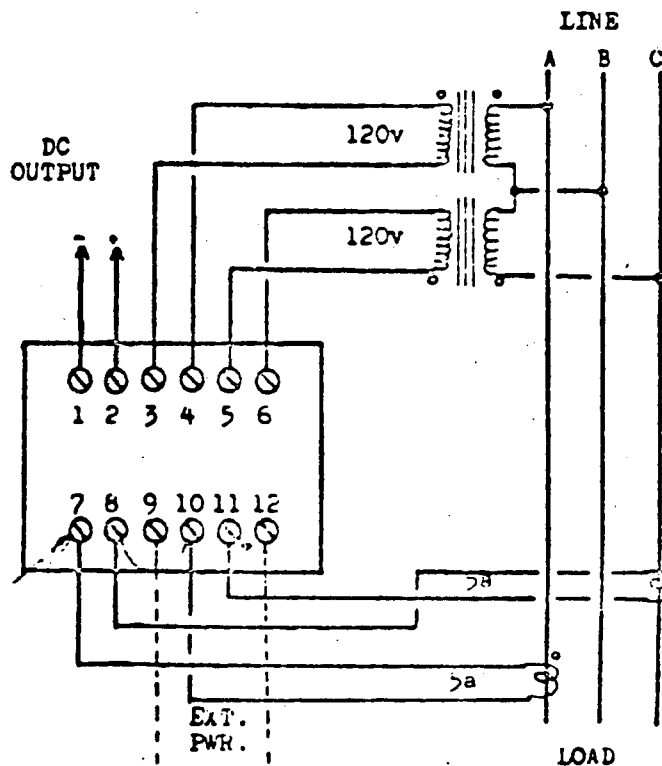 LINE
A B C
120v
DC
OUTPUT
120v
- +
1 2 3 4 5 6
7 8 9 10 11 12
5a
5a
EXT.
PWR.
LOAD